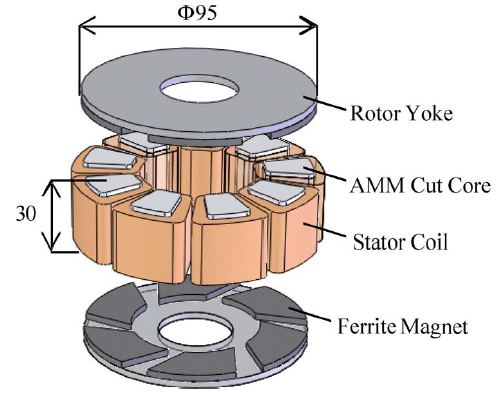 Φ95
Rotor Yoke
AMM Cut Core
30
Stator Coil
Ferrite Magnet